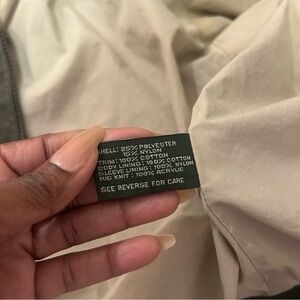 SHELL: 85% POLYESTER
15% NYLON
TRIM: 100% COTTON
BODY LINING: 100% COTTON
SLEEVE LINING: 100% NYLON
RIB KNIT: 100% ACRYLIC
SEE REVERSE FOR CARE